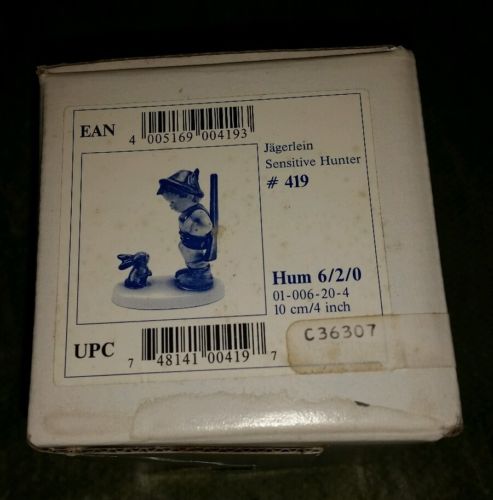 EAN
4 005169 004193
Jägerlein
Sensitive Hunter
# 419
Hum 6/2/0
01-006-20-4
10 cm/4 inch
C36307
UPC
7 48141 00419 7